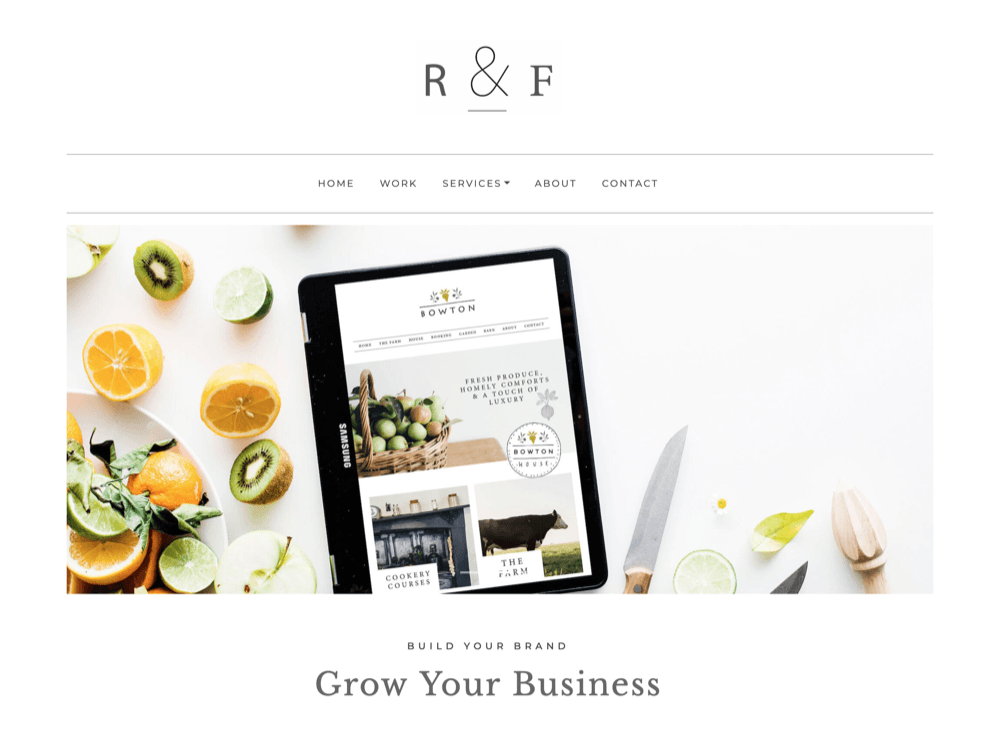 R & F
HOME WORK SERVICES ABOUT CONTACT
BOWTON
HOME THE FARM HOUSE BOOKING GARDEN BAKE ABOUT CONTACT
FRESH PRODUCE,
HOMELY COMFORTS
& A TOUCH OF
LUXURY
SAMSUNG
BOWTON
HOUSE
COOKERY
COURSES
THE
FARM
BUILD YOUR BRAND
Grow Your Business